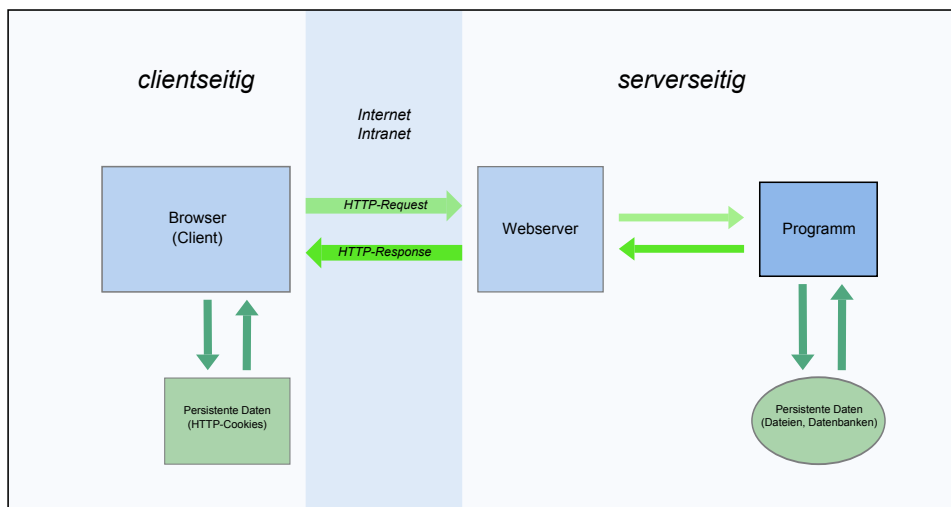 clientseitig
serverseitig
Internet
Intranet
Browser
(Client)
HTTP-Request
HTTP-Response
Webserver
Programm
Persistente Daten
(HTTP-Cookies)
Persistente Daten
(Dateien, Datenbanken)